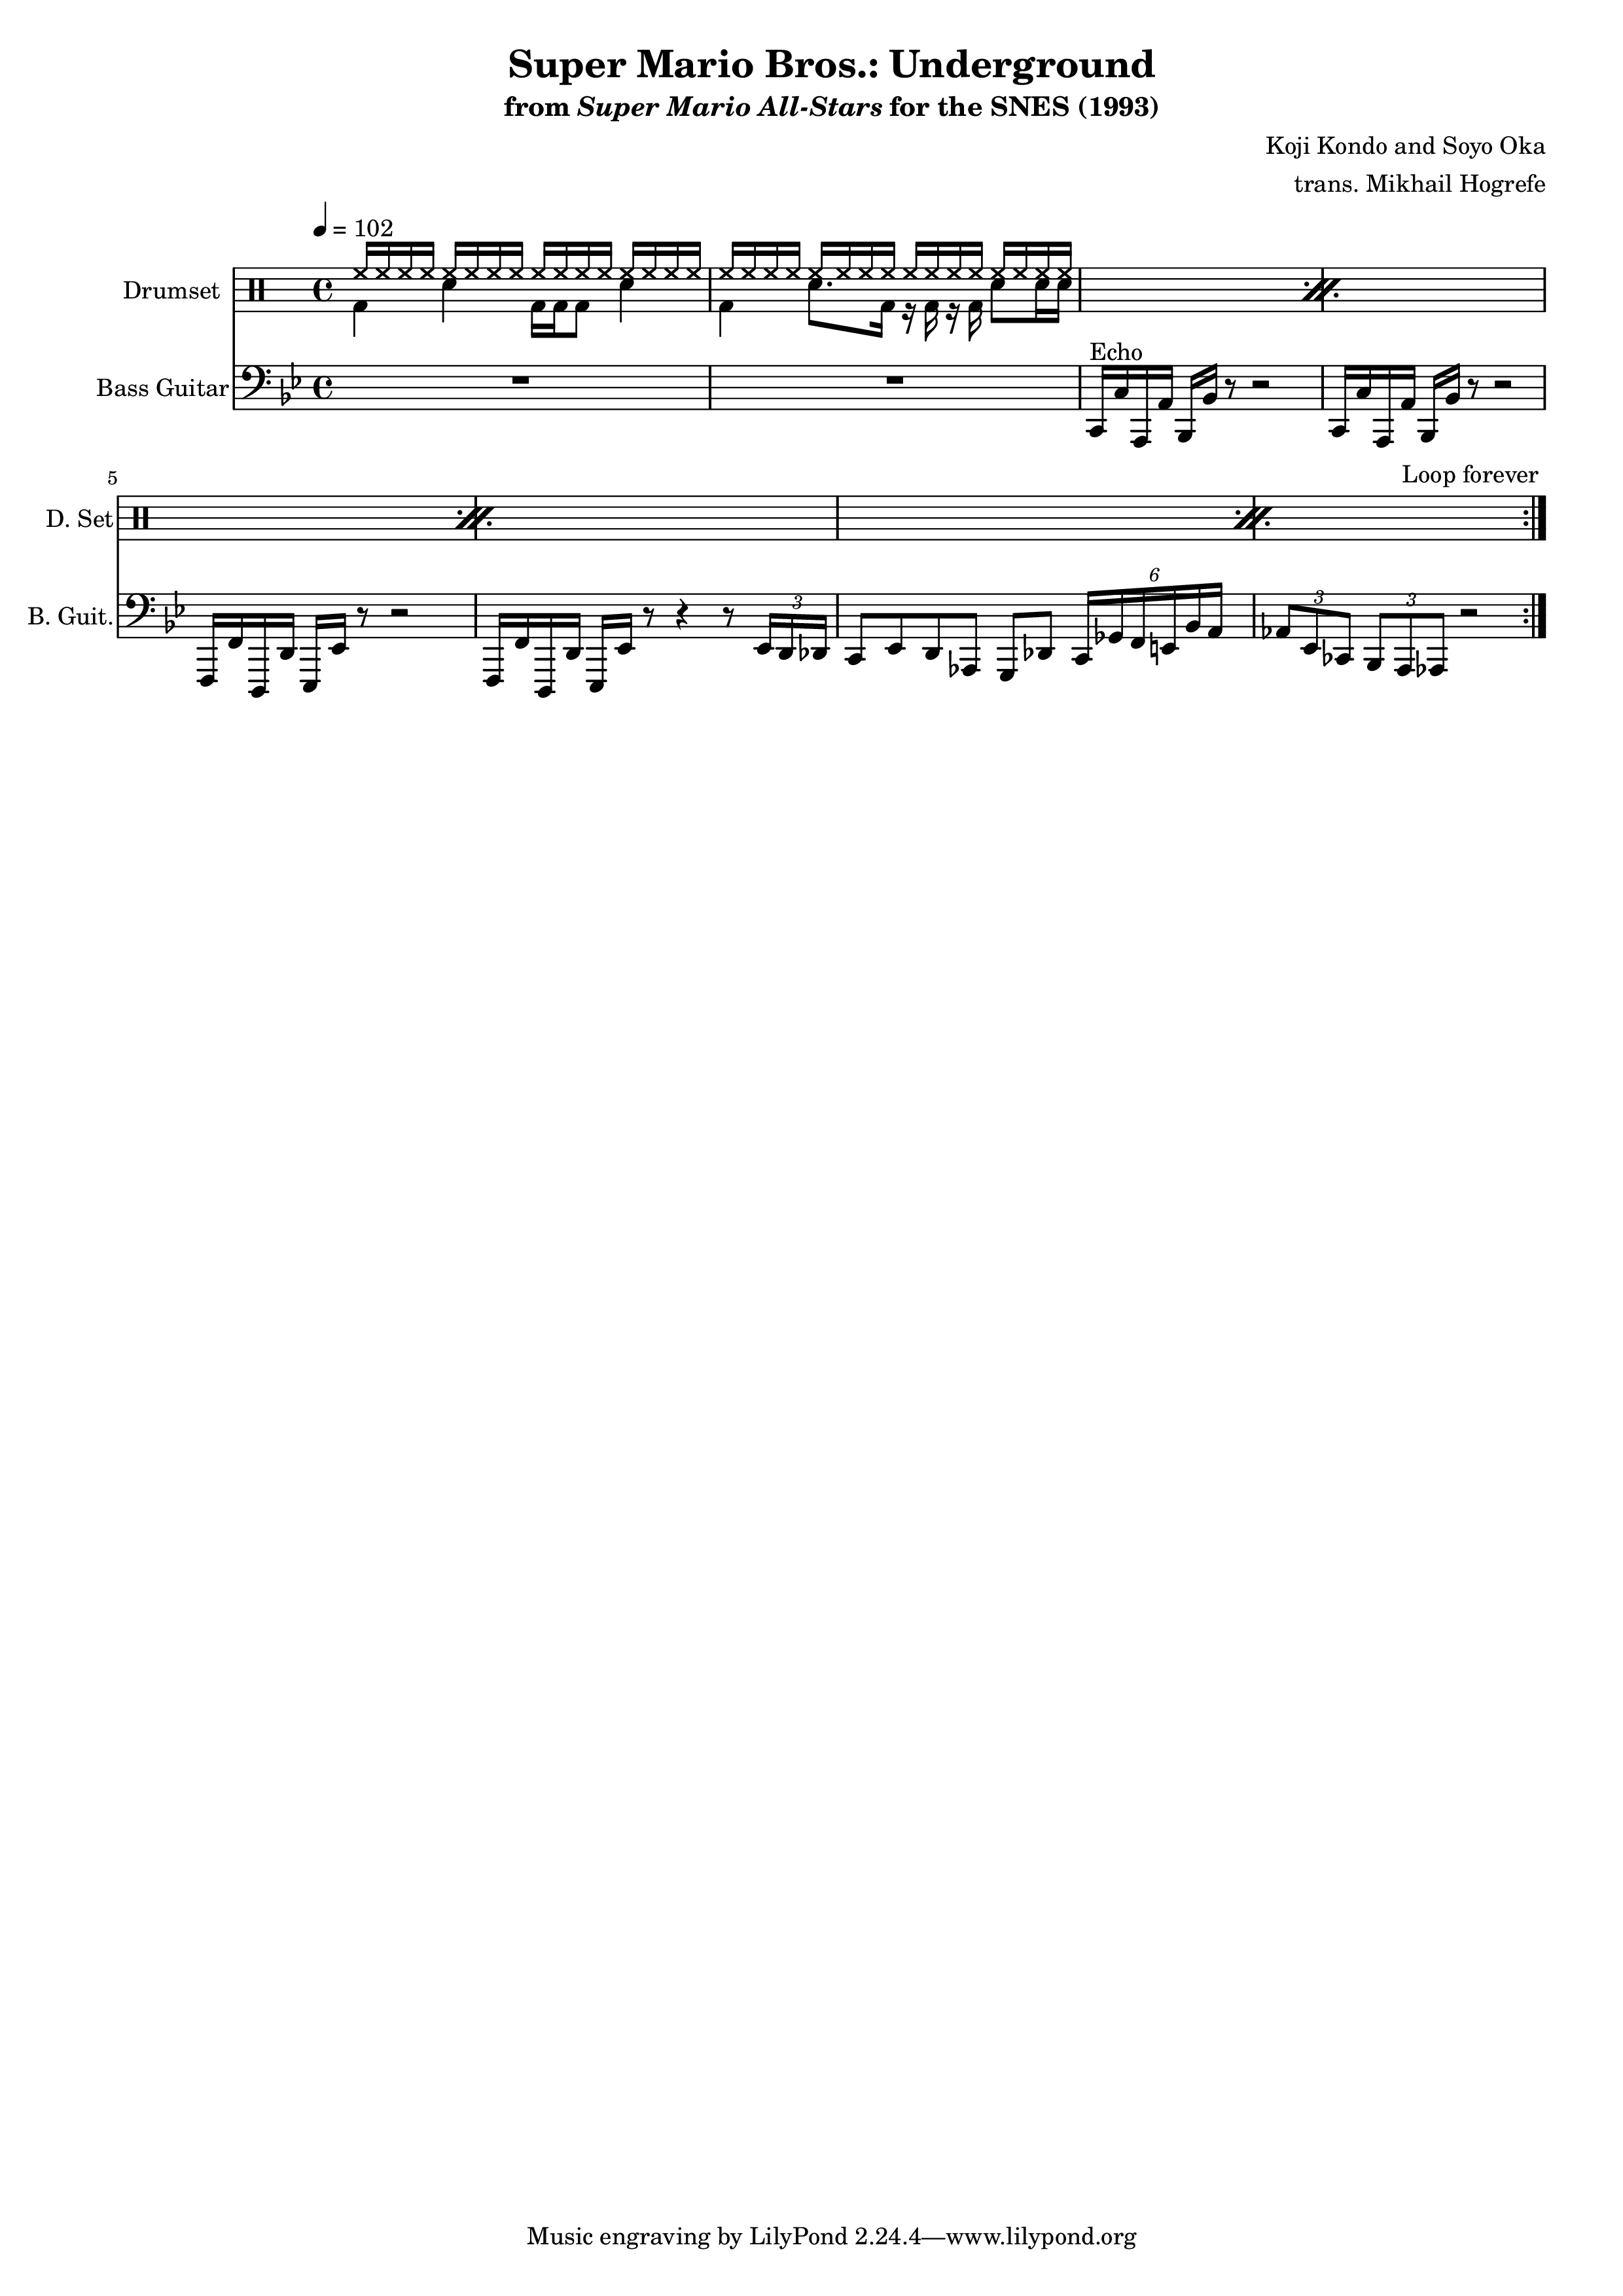 Super Mario Bros.: Underground
from Super Mario All-Stars for the SNES (1993)
Koji Kondo and Soyo Oka
trans. Mikhail Hogrefe
= 102
Drumset
Echo
Bass Guitar
5
Loop forever
D. Set
3
6
3
3
B. Guit.
Music engraving by LilyPond 2.24.4—www.lilypond.org